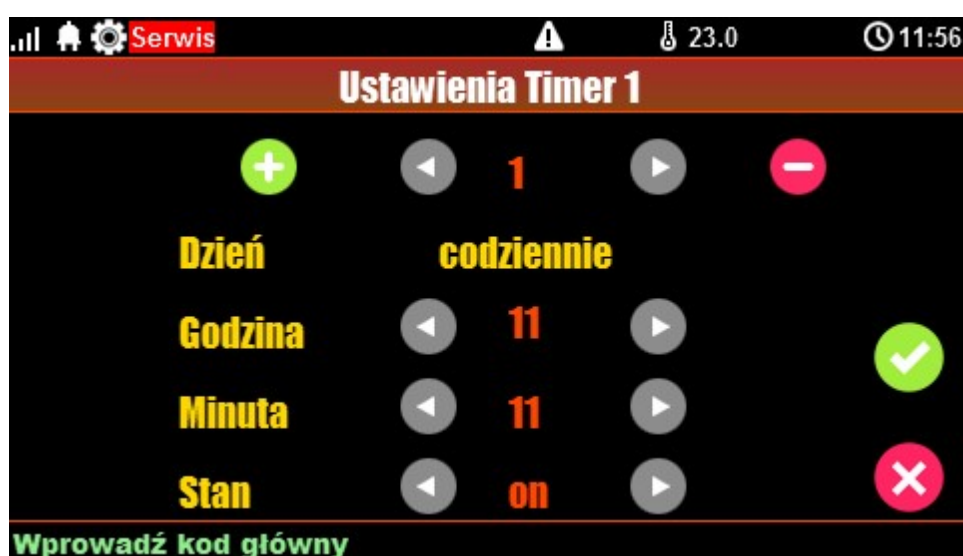 Serwis 23.0 11:56
Ustawienia Timer 1
1
Dzień codziennie
Godzina 11
Minuta 11
Stan on
Wprowadź kod główny